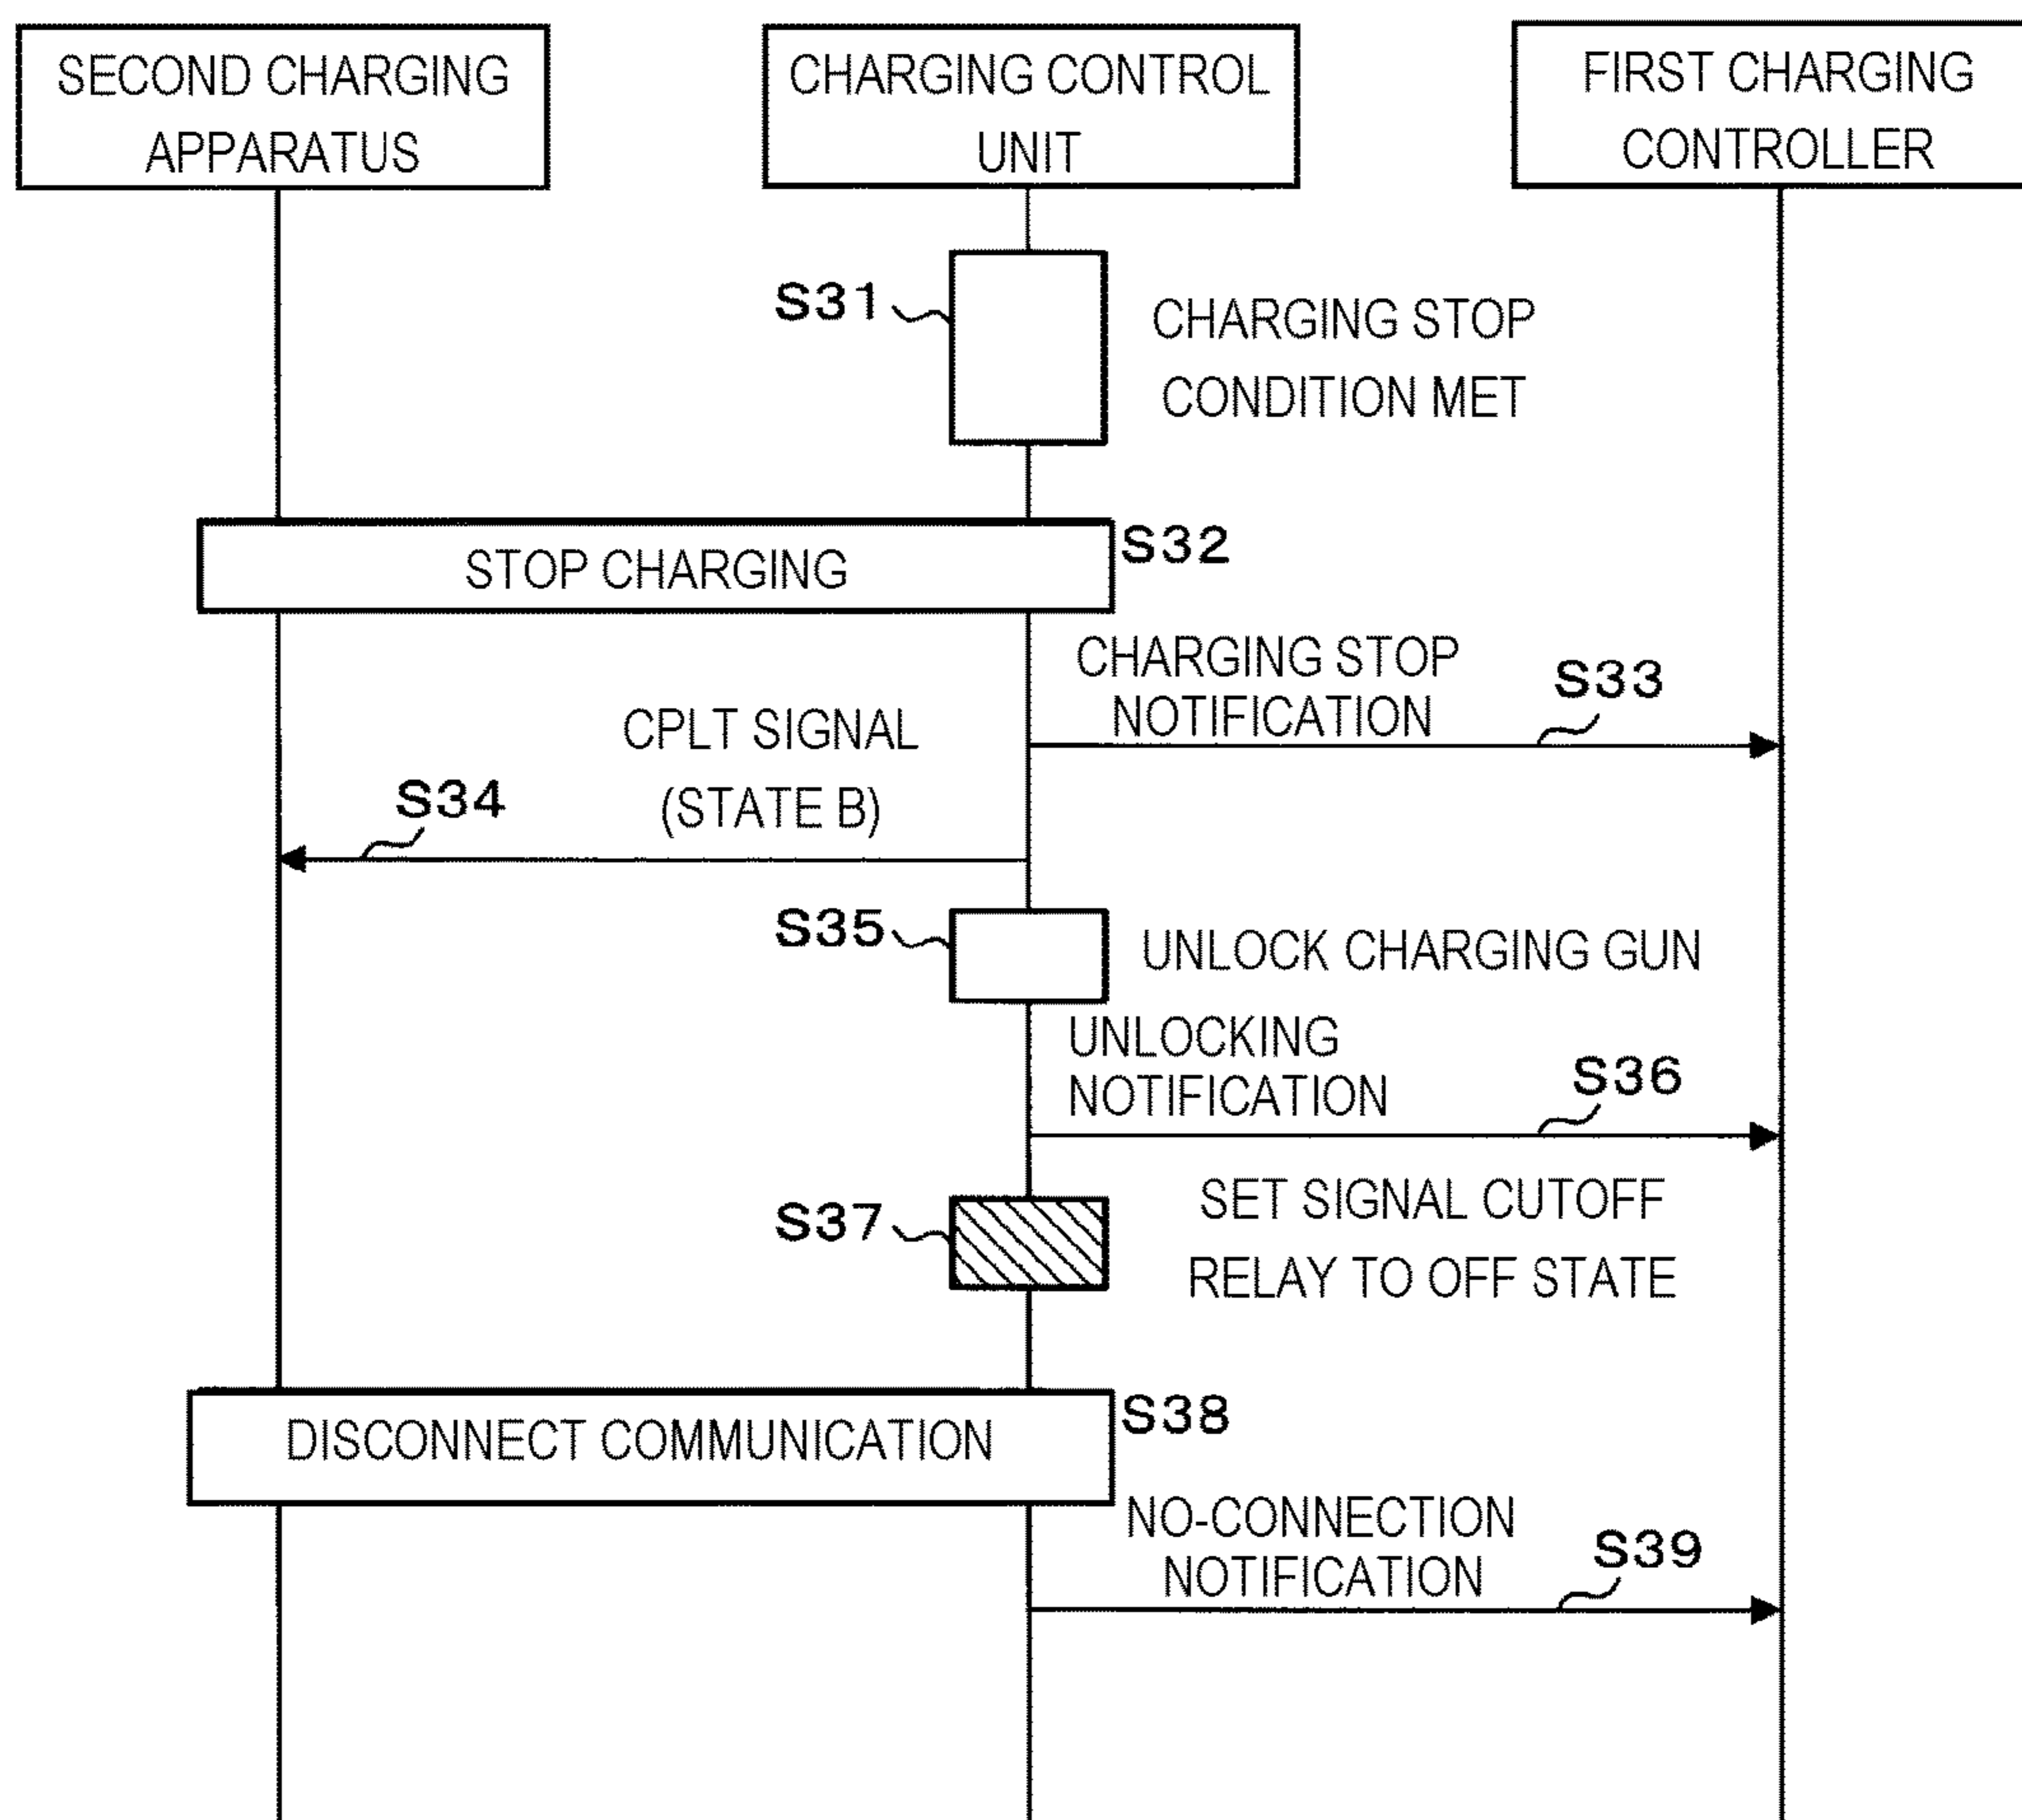 SECOND CHARGING
APPARATUS
CHARGING CONTROL
UNIT
FIRST CHARGING
CONTROLLER
S31
CHARGING STOP
CONDITION MET
STOP CHARGING
S32
CHARGING STOP
NOTIFICATION
S33
CPLT SIGNAL
(STATE B)
S34
S35
UNLOCK CHARGING GUN
UNLOCKING
NOTIFICATION
S36
S37
SET SIGNAL CUTOFF
RELAY TO OFF STATE
DISCONNECT COMMUNICATION
S38
NO-CONNECTION
NOTIFICATION
S39